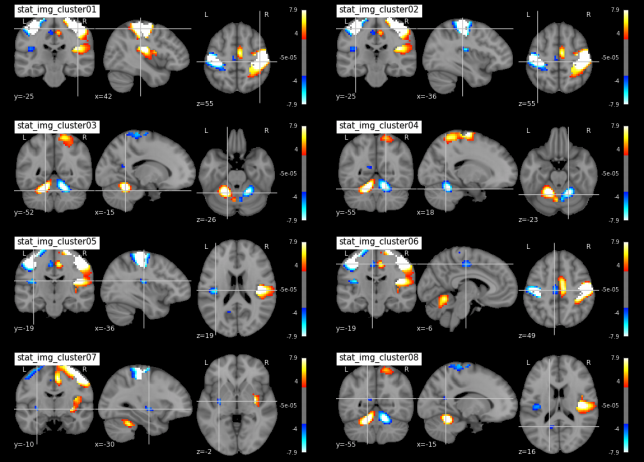 stat_img_cluster01
L R L R
y=-25 x=42 z=55
7.9
4
-5e-05
-4
-7.9
stat_img_cluster02
L R L R
y=-25 x=-36 z=55
7.9
4
-5e-05
-4
-7.9
stat_img_cluster03
L R L R
y=-52 x=-15 z=-26
7.9
4
-5e-05
-4
-7.9
stat_img_cluster04
L R L R
y=-55 x=18 z=-23
7.9
4
-5e-05
-4
-7.9
stat_img_cluster05
L R L R
y=-19 x=-36 z=19
7.9
4
-5e-05
-4
-7.9
stat_img_cluster06
L R L R
y=-19 x=-6 z=49
7.9
4
-5e-05
-4
-7.9
stat_img_cluster07
L R L R
y=-10 x=-30 z=-2
7.9
4
-5e-05
-4
-7.9
stat_img_cluster08
L R L R
y=-55 x=-15 z=16
7.9
4
-5e-05
-4
-7.9